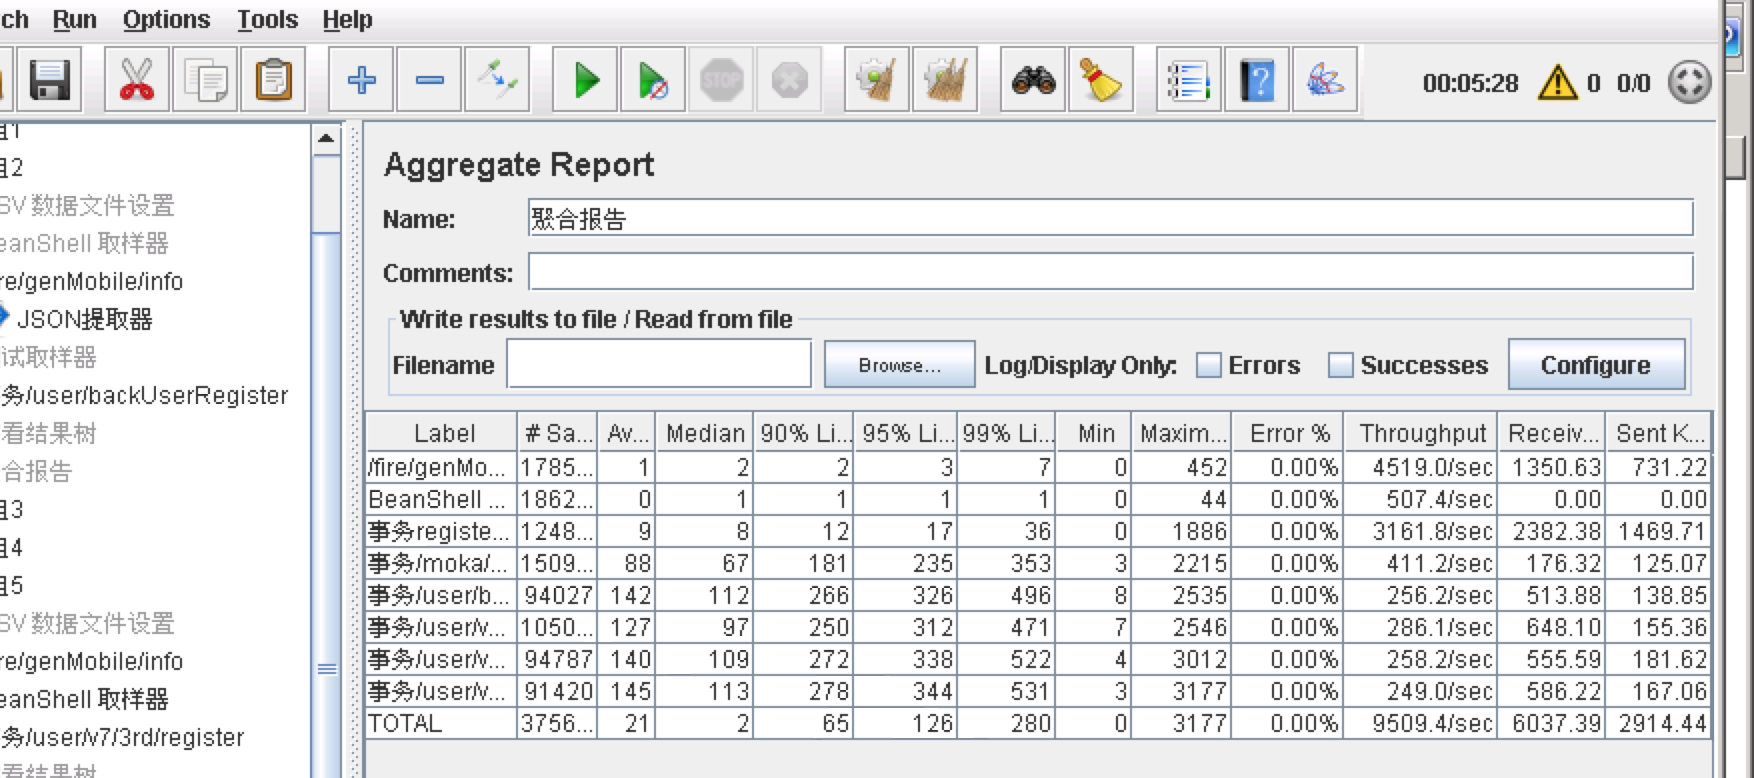 ch Run Options Tools Help
STOP
00:05:28 0 0/0
组1
组2
SV 数据文件设置
eanShell 取样器
re/genMobile/info
JSON提取器
试取样器
务/user/backUserRegister
看结果树
合报告
组3
组4
组5
SV 数据文件设置
re/genMobile/info
eanShell 取样器
务/user/v7/3rd/register
看结果树
Aggregate Report
Name: 聚合报告
Comments:
Write results to file / Read from file
Filename Browse... Log/Display Only: Errors Successes Configure
Label # Sa... Av... Median 90% Li... 95% Li... 99% Li... Min Maxim... Error % Throughput Receiv... Sent K...
/fire/genMo... 1785... 1 2 2 3 7 0 452 0.00% 4519.0/sec 1350.63 731.22
BeanShell ... 1862... 0 1 1 1 1 0 44 0.00% 507.4/sec 0.00 0.00
事务registe... 1248... 9 8 12 17 36 0 1886 0.00% 3161.8/sec 2382.38 1469.71
事务/moka/... 1509... 88 67 181 235 353 3 2215 0.00% 411.2/sec 176.32 125.07
事务/user/b... 94027 142 112 266 326 496 8 2535 0.00% 256.2/sec 513.88 138.85
事务/user/v... 1050... 127 97 250 312 471 7 2546 0.00% 286.1/sec 648.10 155.36
事务/user/v... 94787 140 109 272 338 522 4 3012 0.00% 258.2/sec 555.59 181.62
事务/user/v... 91420 145 113 278 344 531 3 3177 0.00% 249.0/sec 586.22 167.06
TOTAL 3756... 21 2 65 126 280 0 3177 0.00% 9509.4/sec 6037.39 2914.44